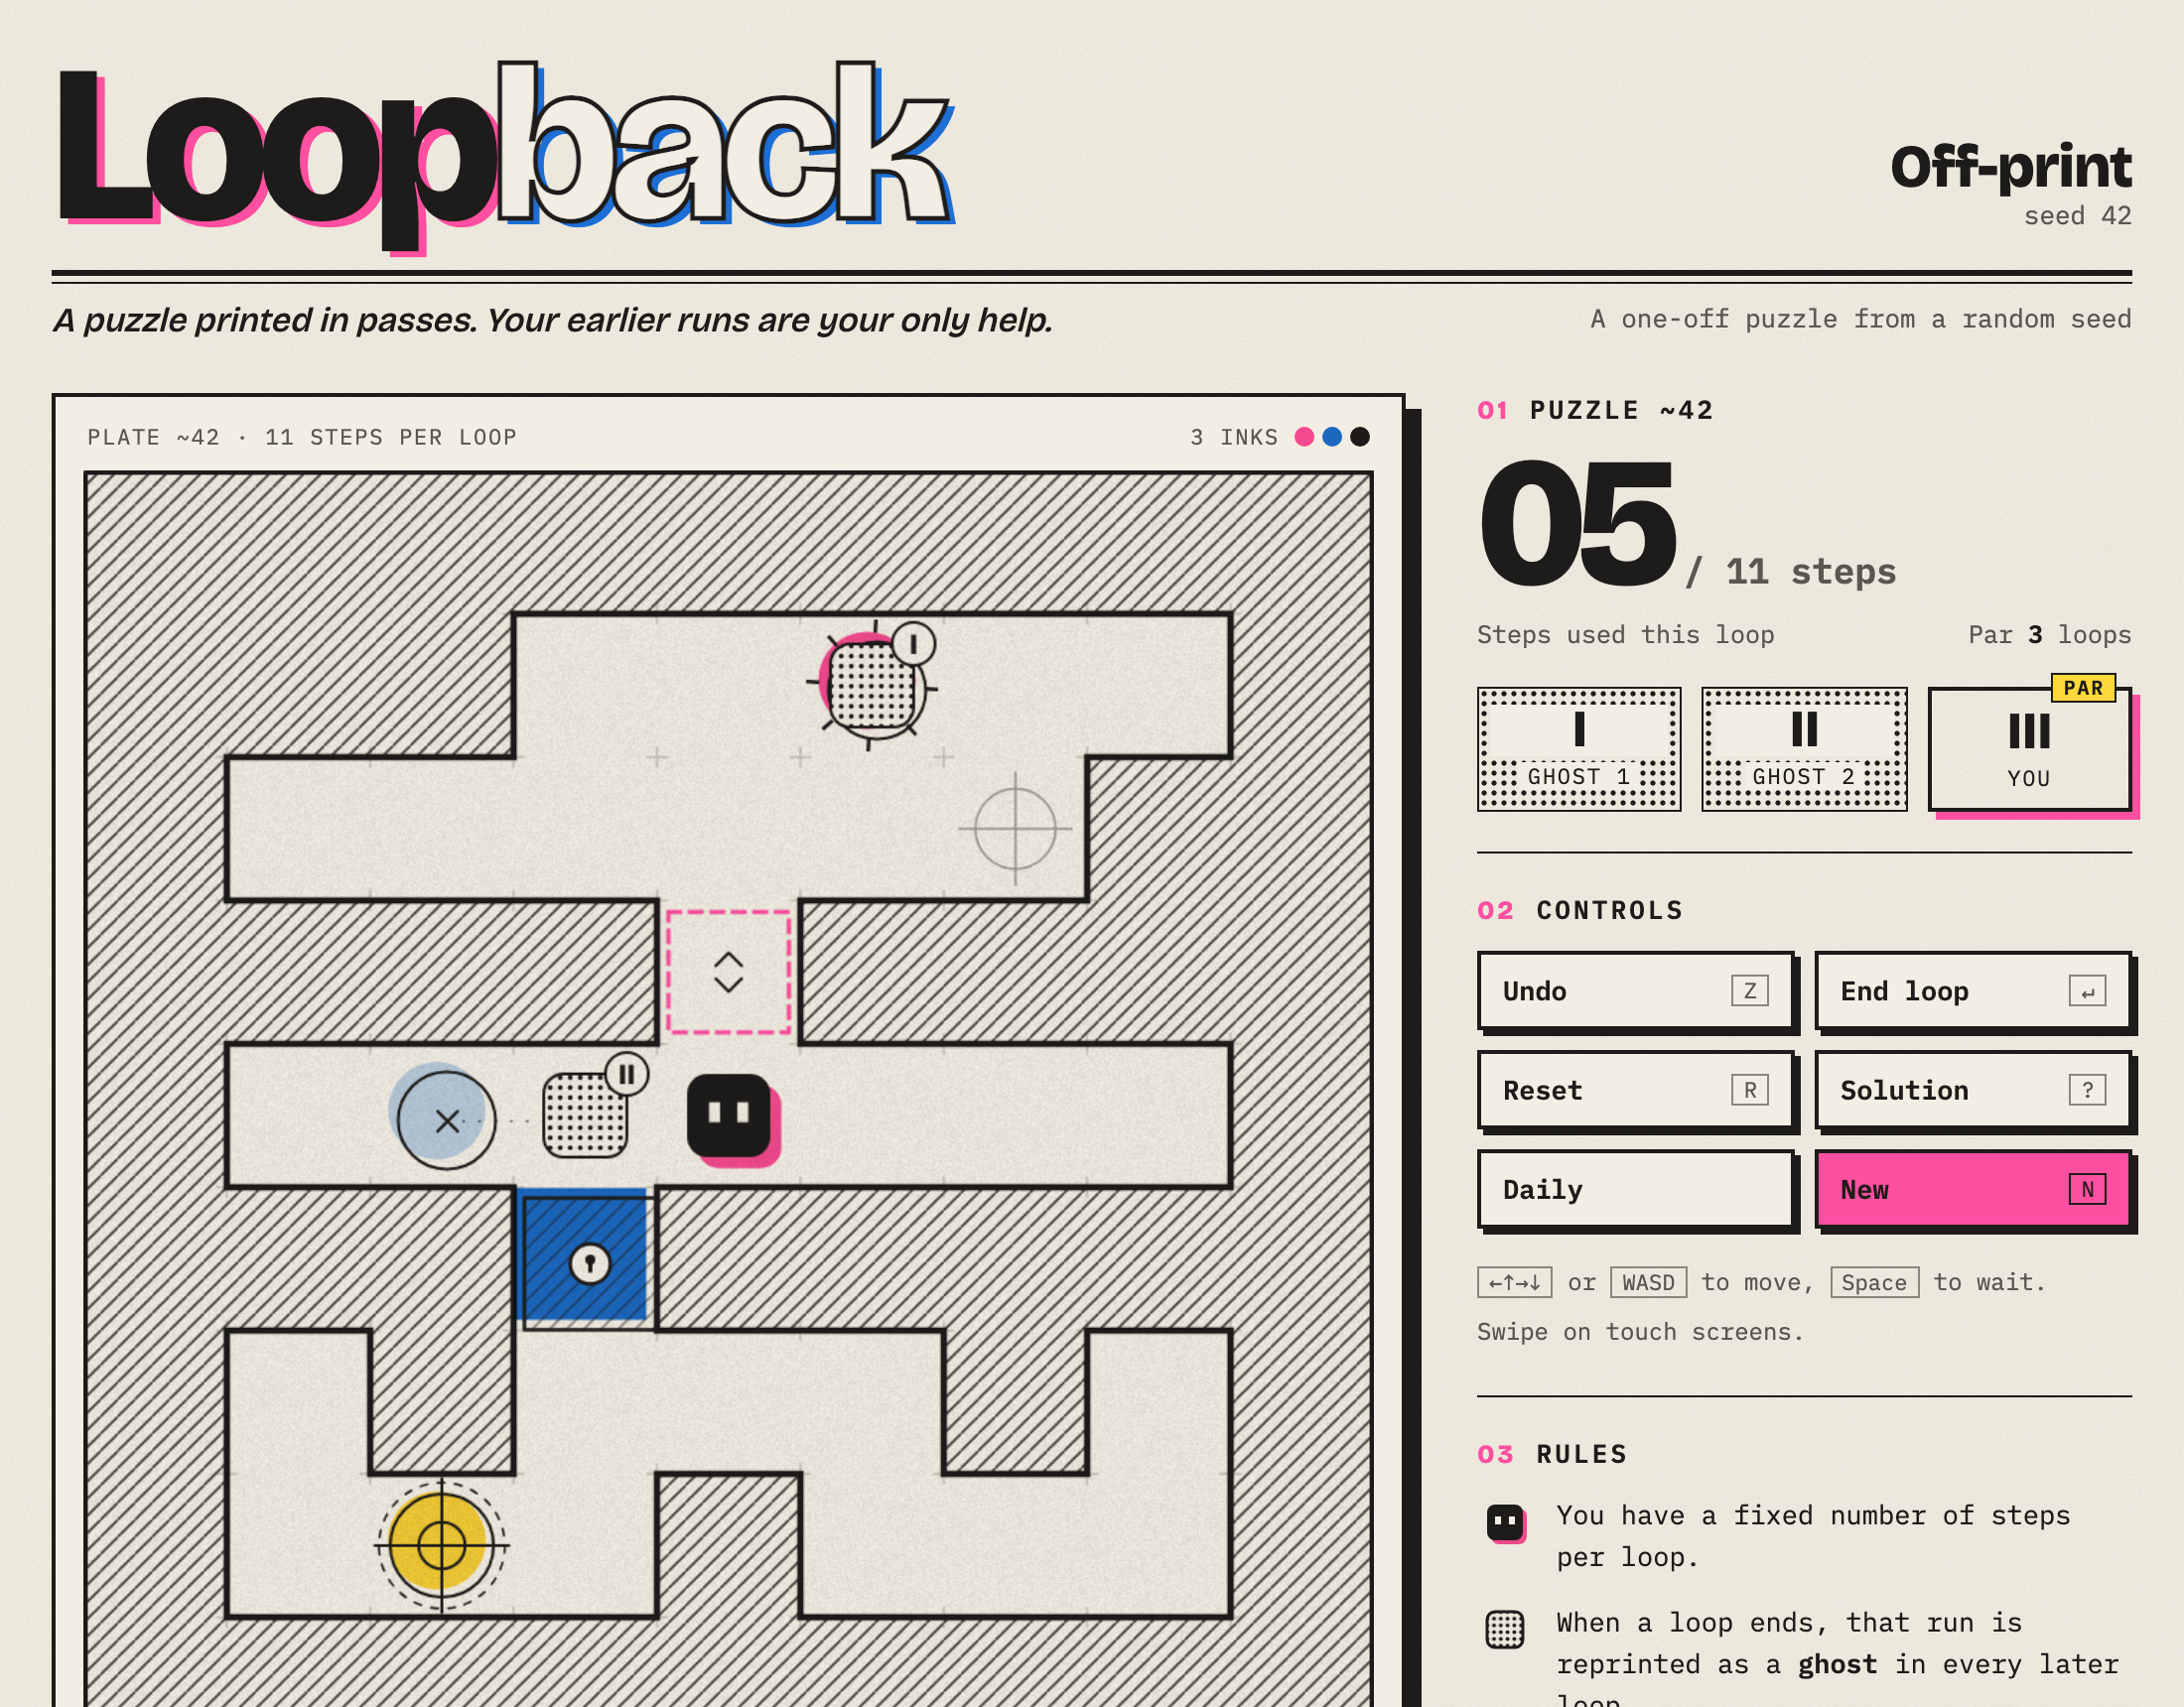 Loopback
Off-print
seed 42
A puzzle printed in passes. Your earlier runs are your only help.
A one-off puzzle from a random seed
PLATE ~42 · 11 STEPS PER LOOP
3 INKS
I
II
01 PUZZLE ~42
05 / 11 steps
Steps used this loop
Par 3 loops
I
GHOST 1
II
GHOST 2
PAR
III
YOU
02 CONTROLS
Undo Z
End loop ↵
Reset R
Solution ?
Daily
New N
←↑→↓ or WASD to move, Space to wait.
Swipe on touch screens.
03 RULES
You have a fixed number of steps
per loop.
When a loop ends, that run is
reprinted as a ghost in every later
loop